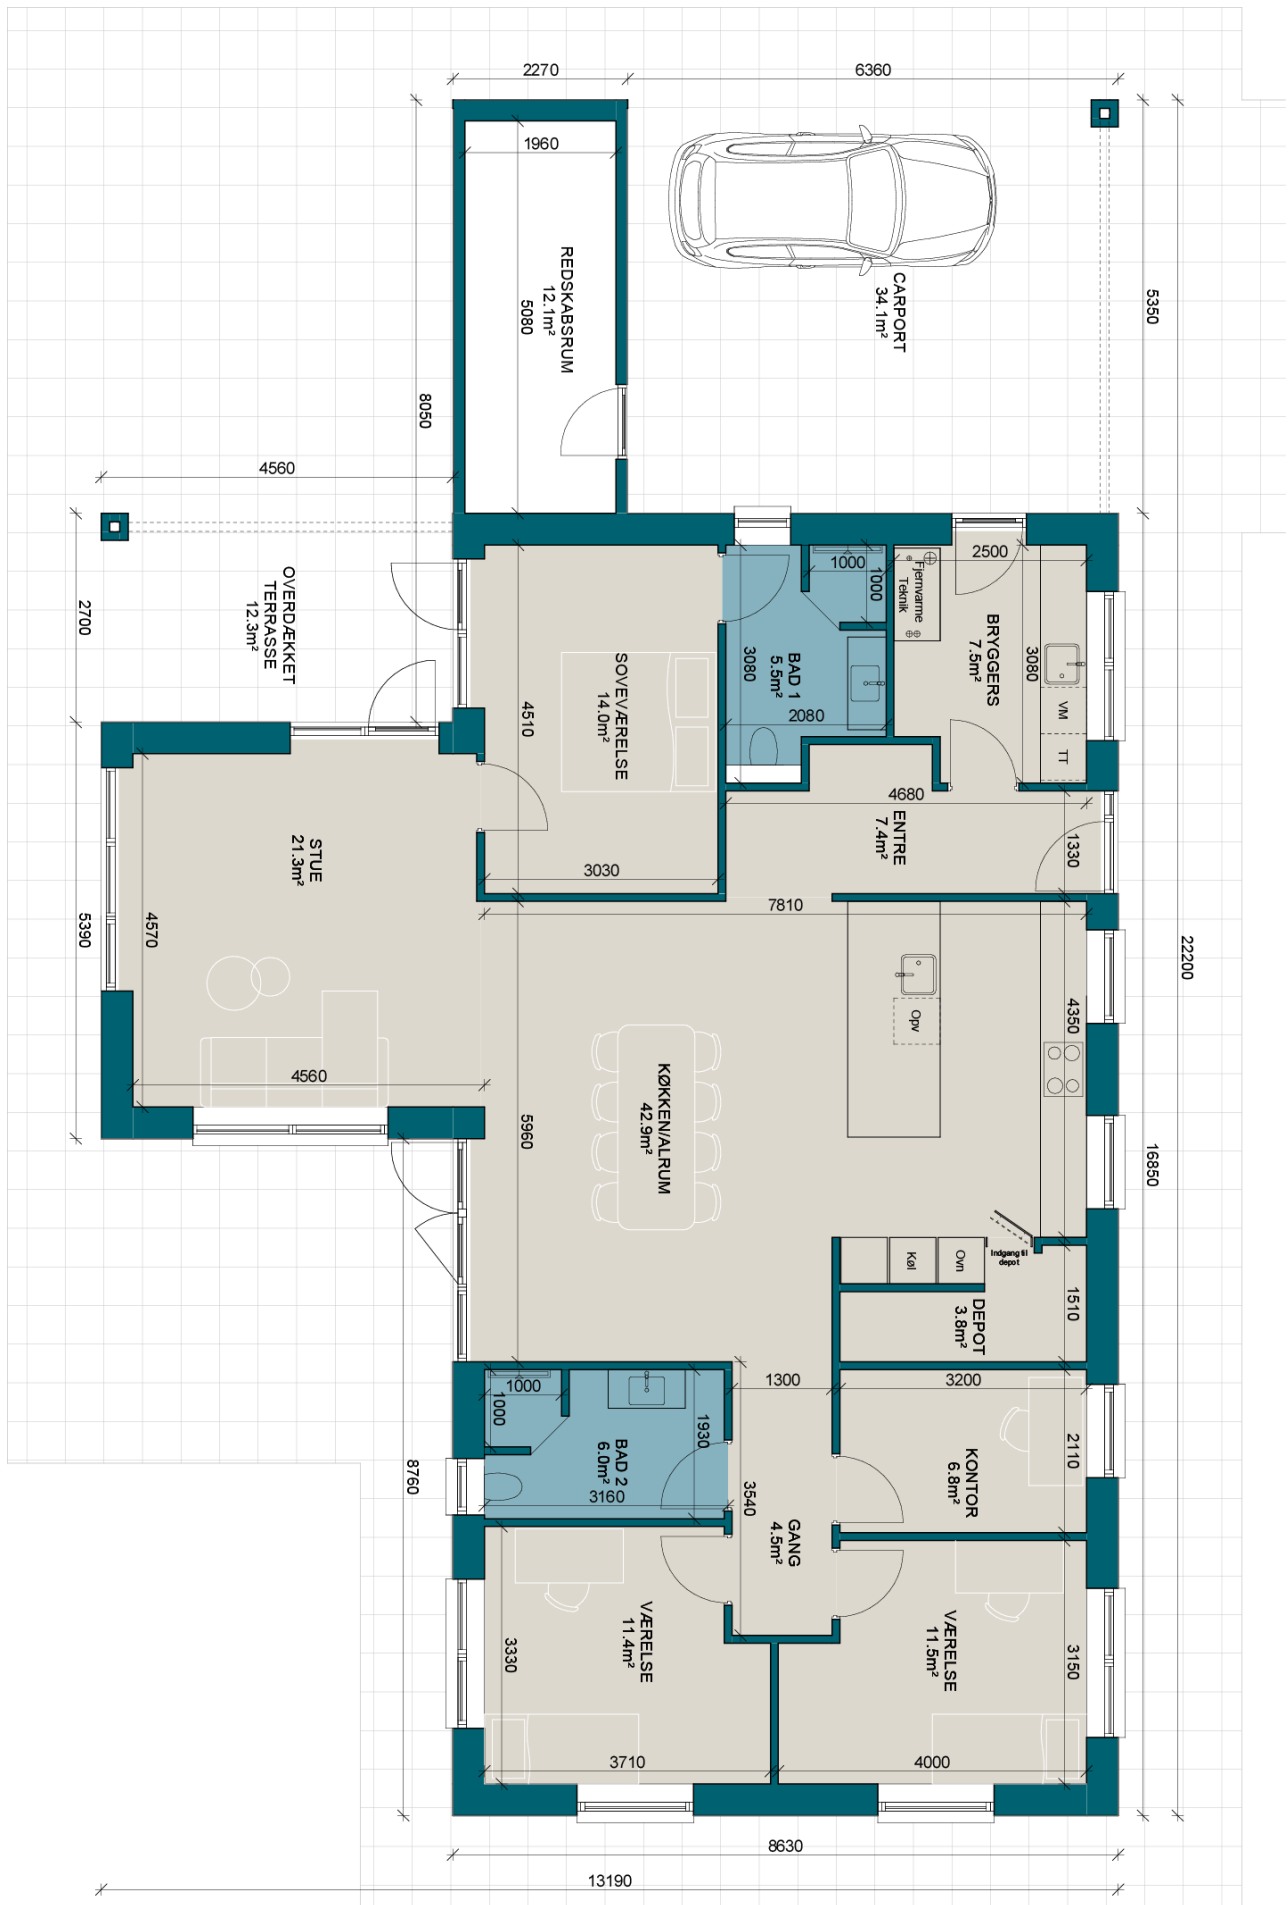 2270
6360
1960
REDSKABSRUM
12.1m²
5080
CARPORT
34.1m²
5350
8050
4560
2700
OVERDÆKKET
TERRASSE
12.3m²
SOVEVÆRELSE
14.0m²
4510
3030
BAD 1
5.5m²
1000
1000
3080
2080
Fjernvarme
Teknik
2500
BRYGGERS
7.5m²
3080
VM
TT
4680
ENTRE
7.4m²
1330
STUE
21.3m²
4570
5390
4560
7810
22200
Opv
4350
KØKKEN/ALRUM
42.9m²
5960
16850
Køl
Ovn
Indgang til
depot
DEPOT
3.8m²
1510
1000
1000
1930
BAD 2
6.0m²
3160
1300
3200
KONTOR
6.8m²
2110
8760
3540
GANG
4.5m²
VÆRELSE
11.4m²
3330
3710
VÆRELSE
11.5m²
3150
4000
8630
13190